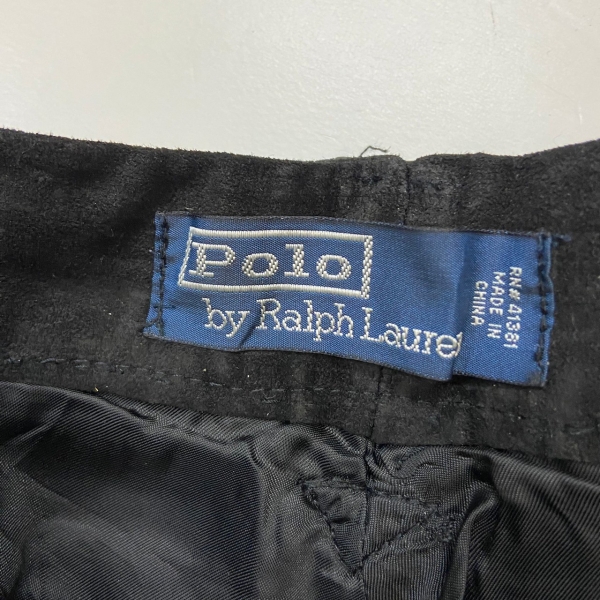 Polo
by Ralph Lauren
RN# 41381
MADE IN
CHINA